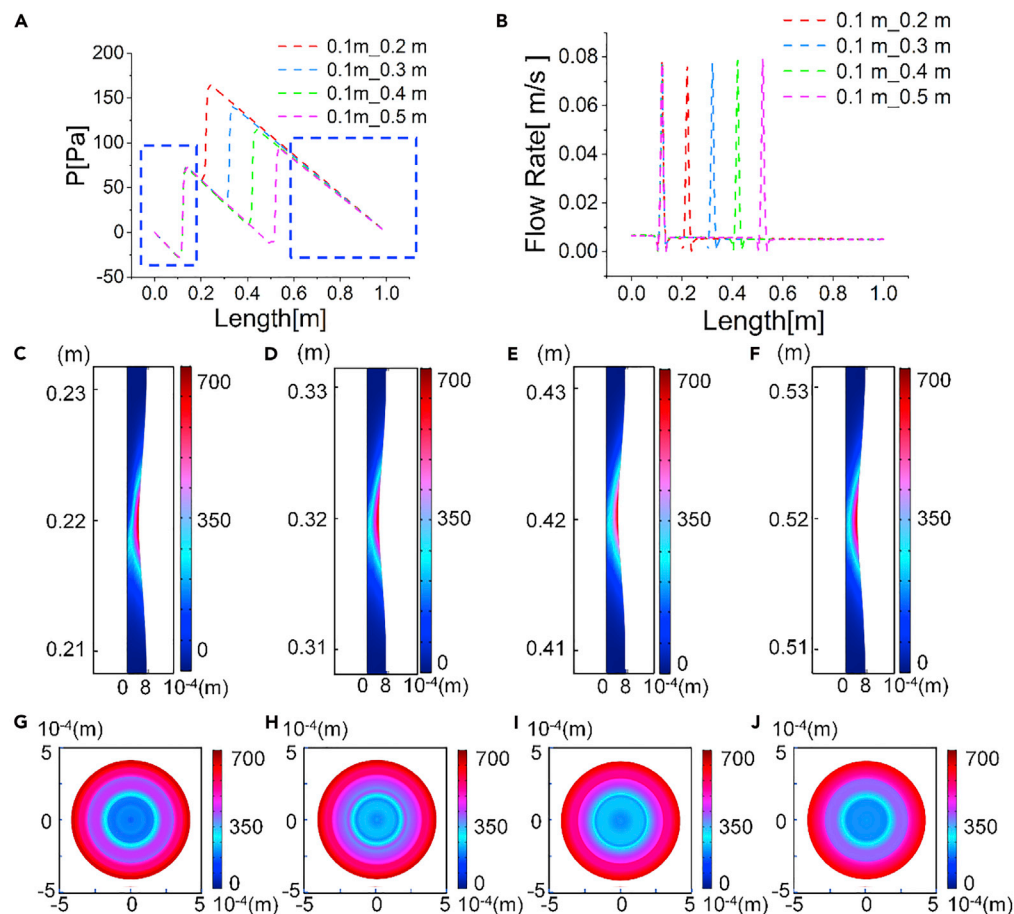 A
P[Pa]
200
150
100
50
0
-50
0.0 0.2 0.4 0.6 0.8 1.0
Length[m]
0.1m_0.2 m
0.1m_0.3 m
0.1m_0.4 m
0.1m_0.5 m
B
Flow Rate[ m/s ]
0.08
0.06
0.04
0.02
0.00
0.0 0.2 0.4 0.6 0.8 1.0
Length[m]
0.1 m_0.2 m
0.1 m_0.3 m
0.1 m_0.4 m
0.1 m_0.5 m
C (m)
0.23
0.22
0.21
0 8 10-4(m)
700
350
0
D (m)
0.33
0.32
0.31
0 8 10-4(m)
700
350
0
E (m)
0.43
0.42
0.41
0 8 10-4(m)
700
350
0
F (m)
0.53
0.52
0.51
0 8 10-4(m)
700
350
0
G 10-4(m)
5
0
-5
-5 0 5 10-4(m)
700
350
0
H 10-4(m)
5
0
-5
-5 0 5 10-4(m)
700
350
0
I 10-4(m)
5
0
-5
-5 0 5 10-4(m)
700
350
0
J 10-4(m)
5
0
-5
-5 0 5 10-4(m)
700
350
0